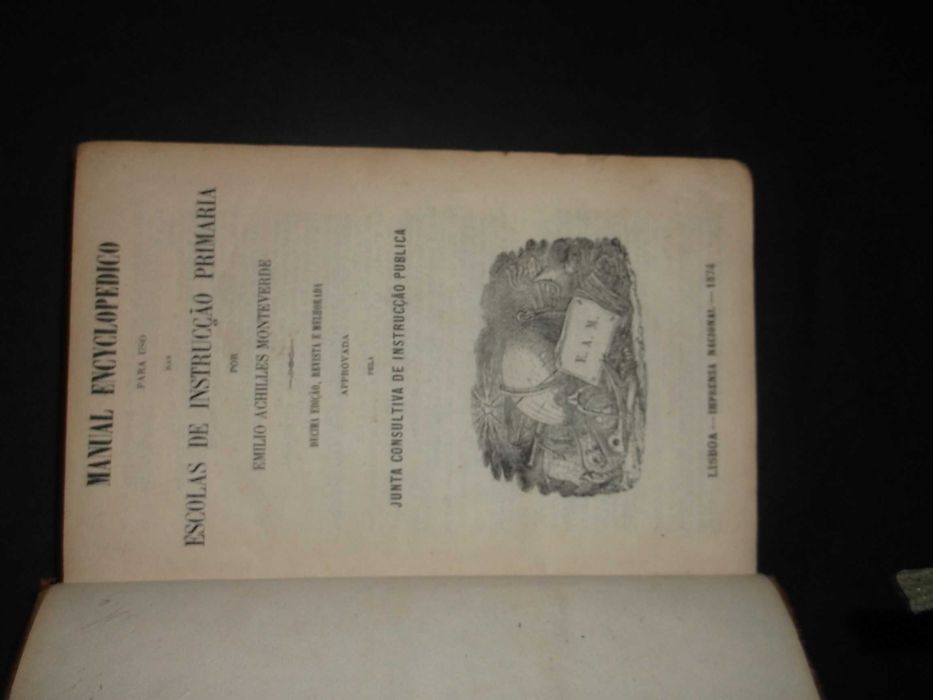 MANUAL ENCYCLOPEDICO
PARA USO
DAS
ESCOLAS DE INSTRUCÇÃO PRIMARIA
POR
EMILIO ACHILLES MONTEVERDE
DECIMA EDIÇÃO, REVISTA E MELHORADA
APPROVADA
PELA
JUNTA CONSULTIVA DE INSTRUCÇÃO PUBLICA
E. A. M.
LISBOA — IMPRENSA NACIONAL — 1874